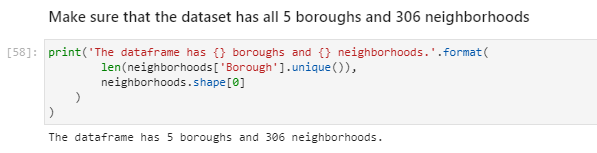 Make sure that the dataset has all 5 boroughs and 306 neighborhoods
[58]: print('The dataframe has {} boroughs and {} neighborhoods.'.format(
        len(neighborhoods['Borough'].unique()),
        neighborhoods.shape[0]
    )
)
The dataframe has 5 boroughs and 306 neighborhoods.